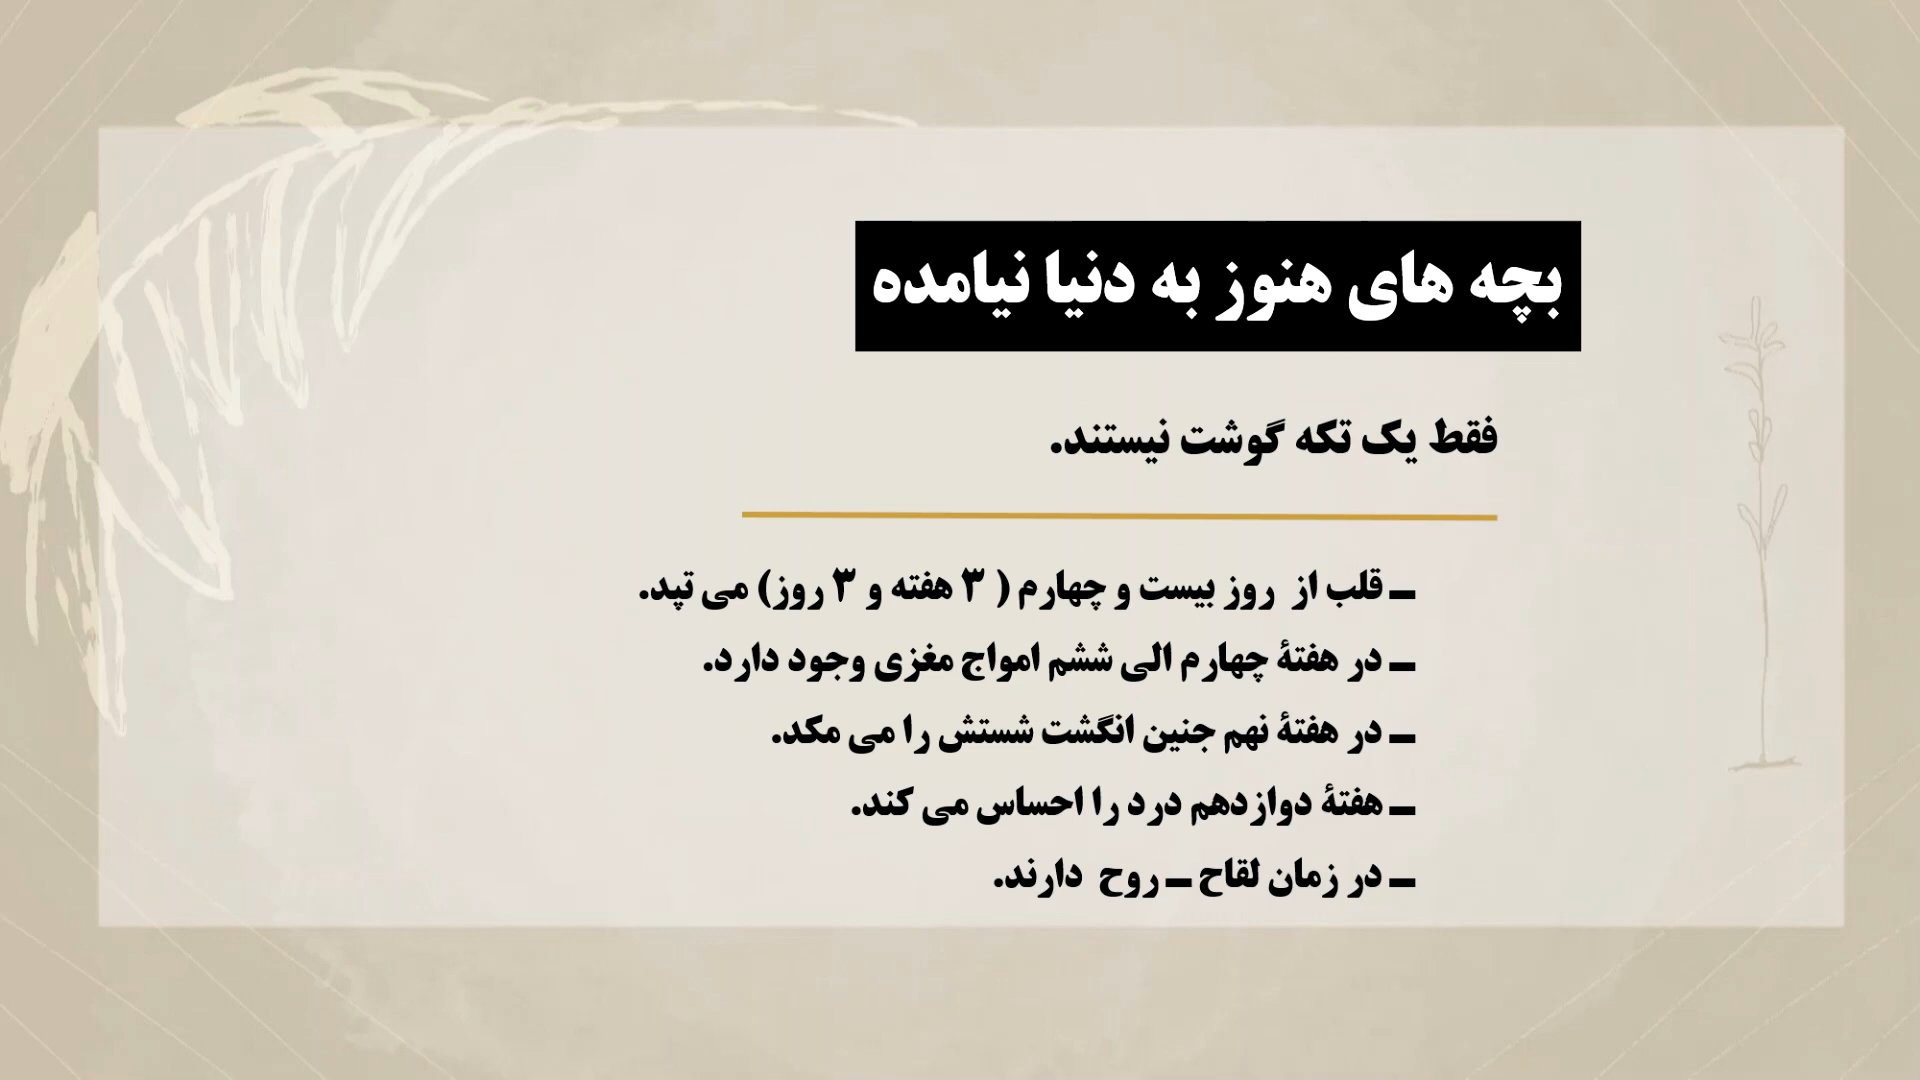 بچه های هنوز به دنیا نیامده
فقط یک تکه گوشت نیستند.
ـ قلب از روز بیست و چهارم ( ۳ هفته و ۳ روز) می تپد.
ـ در هفتهٔ چهارم الی ششم امواج مغزی وجود دارد.
ـ در هفتهٔ نهم جنین انگشت شستش را می مکد.
ـ هفتهٔ دوازدهم درد را احساس می کند.
ـ در زمان لقاح ـ روح دارند.